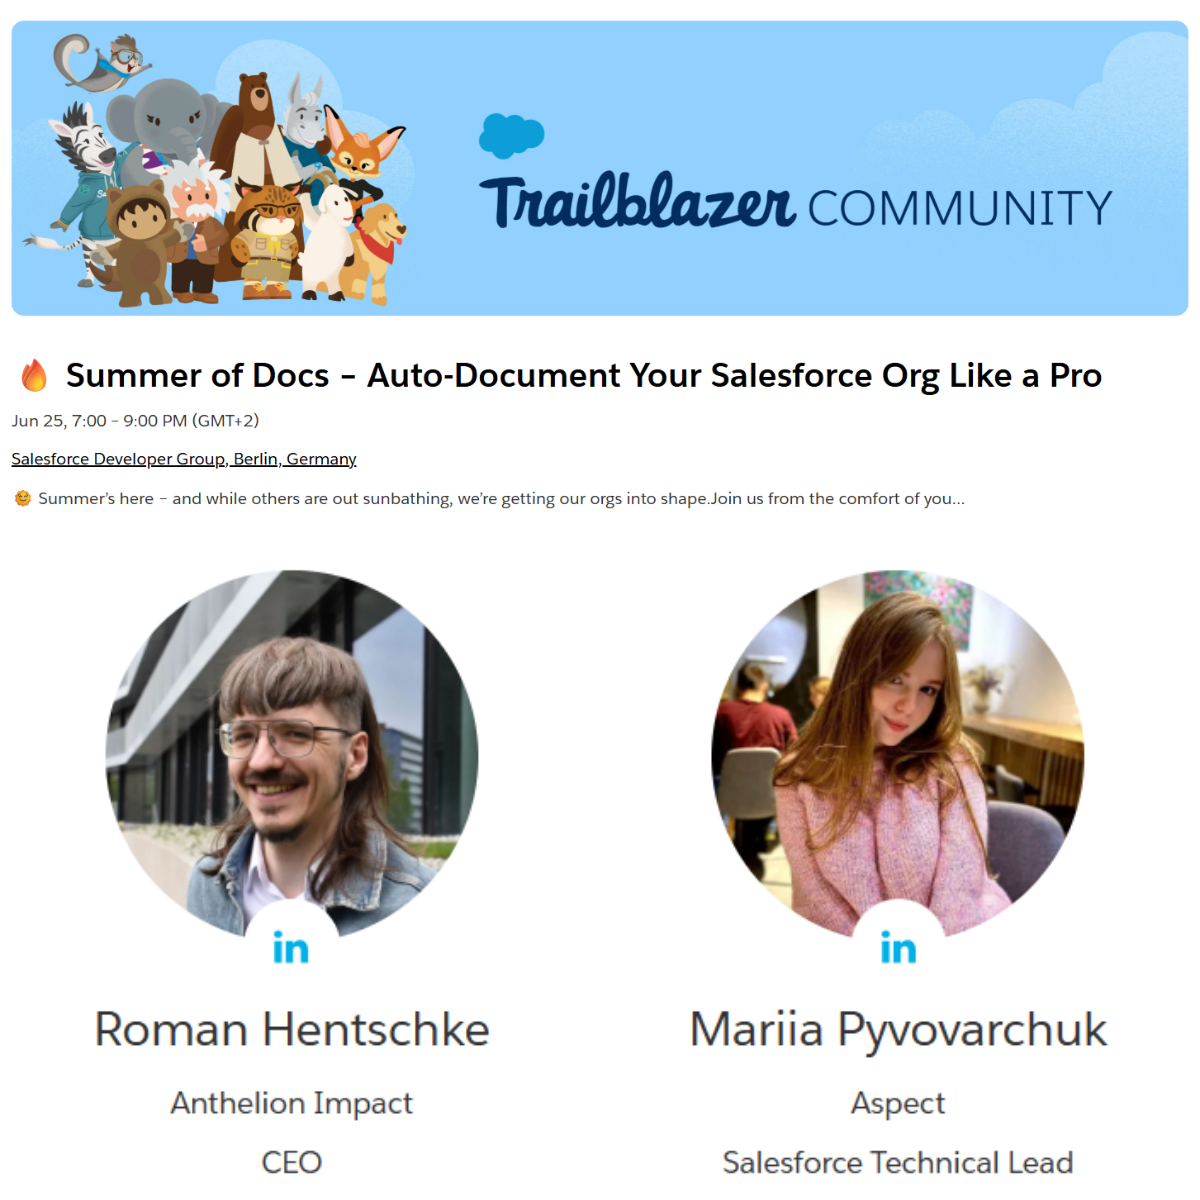 Trailblazer COMMUNITY
🔥 Summer of Docs – Auto-Document Your Salesforce Org Like a Pro
Jun 25, 7:00 – 9:00 PM (GMT+2)
Salesforce Developer Group, Berlin, Germany
🌞 Summer's here – and while others are out sunbathing, we're getting our orgs into shape.Join us from the comfort of you...
in
in
Roman Hentschke
Mariia Pyvovarchuk
Anthelion Impact
Aspect
CEO
Salesforce Technical Lead